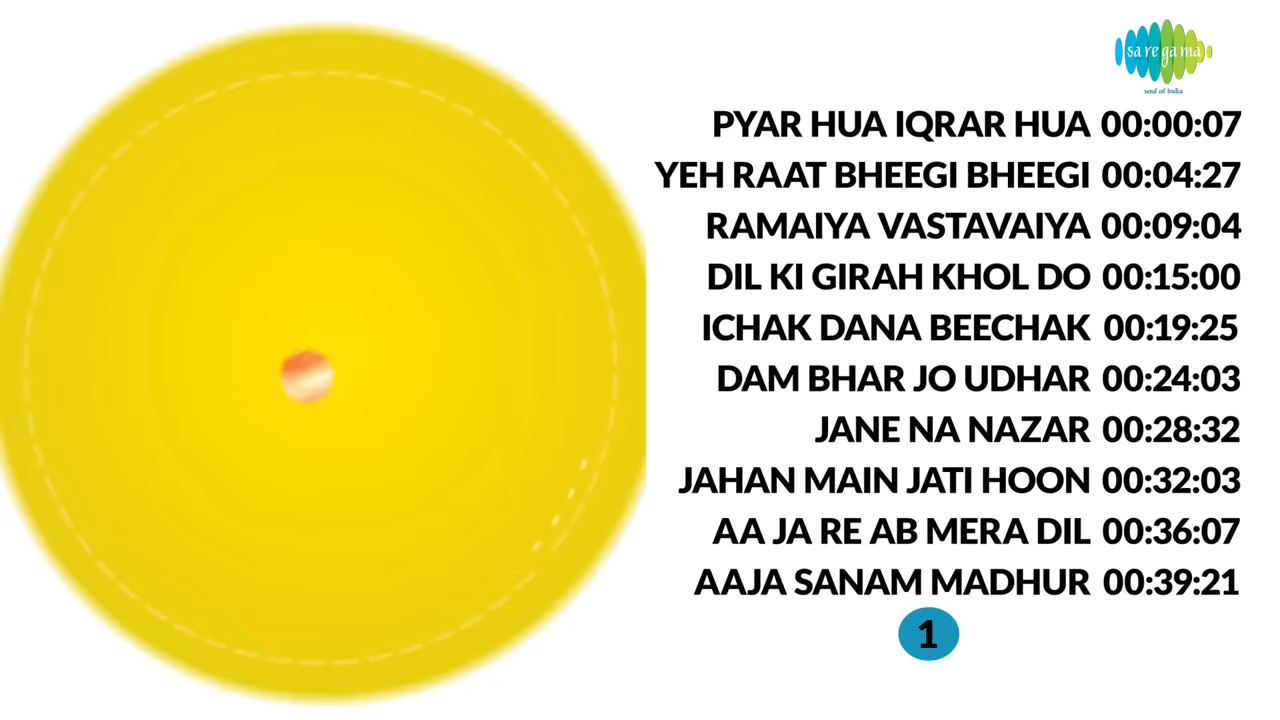 sa re ga ma
soul of India
PYAR HUA IQRAR HUA 00:00:07
YEH RAAT BHEEGI BHEEGI 00:04:27
RAMAIYA VASTAVAIYA 00:09:04
DIL KI GIRAH KHOL DO 00:15:00
ICHAK DANA BEECHAK 00:19:25
DAM BHAR JO UDHAR 00:24:03
JANE NA NAZAR 00:28:32
JAHAN MAIN JATI HOON 00:32:03
AA JA RE AB MERA DIL 00:36:07
AAJA SANAM MADHUR 00:39:21
1